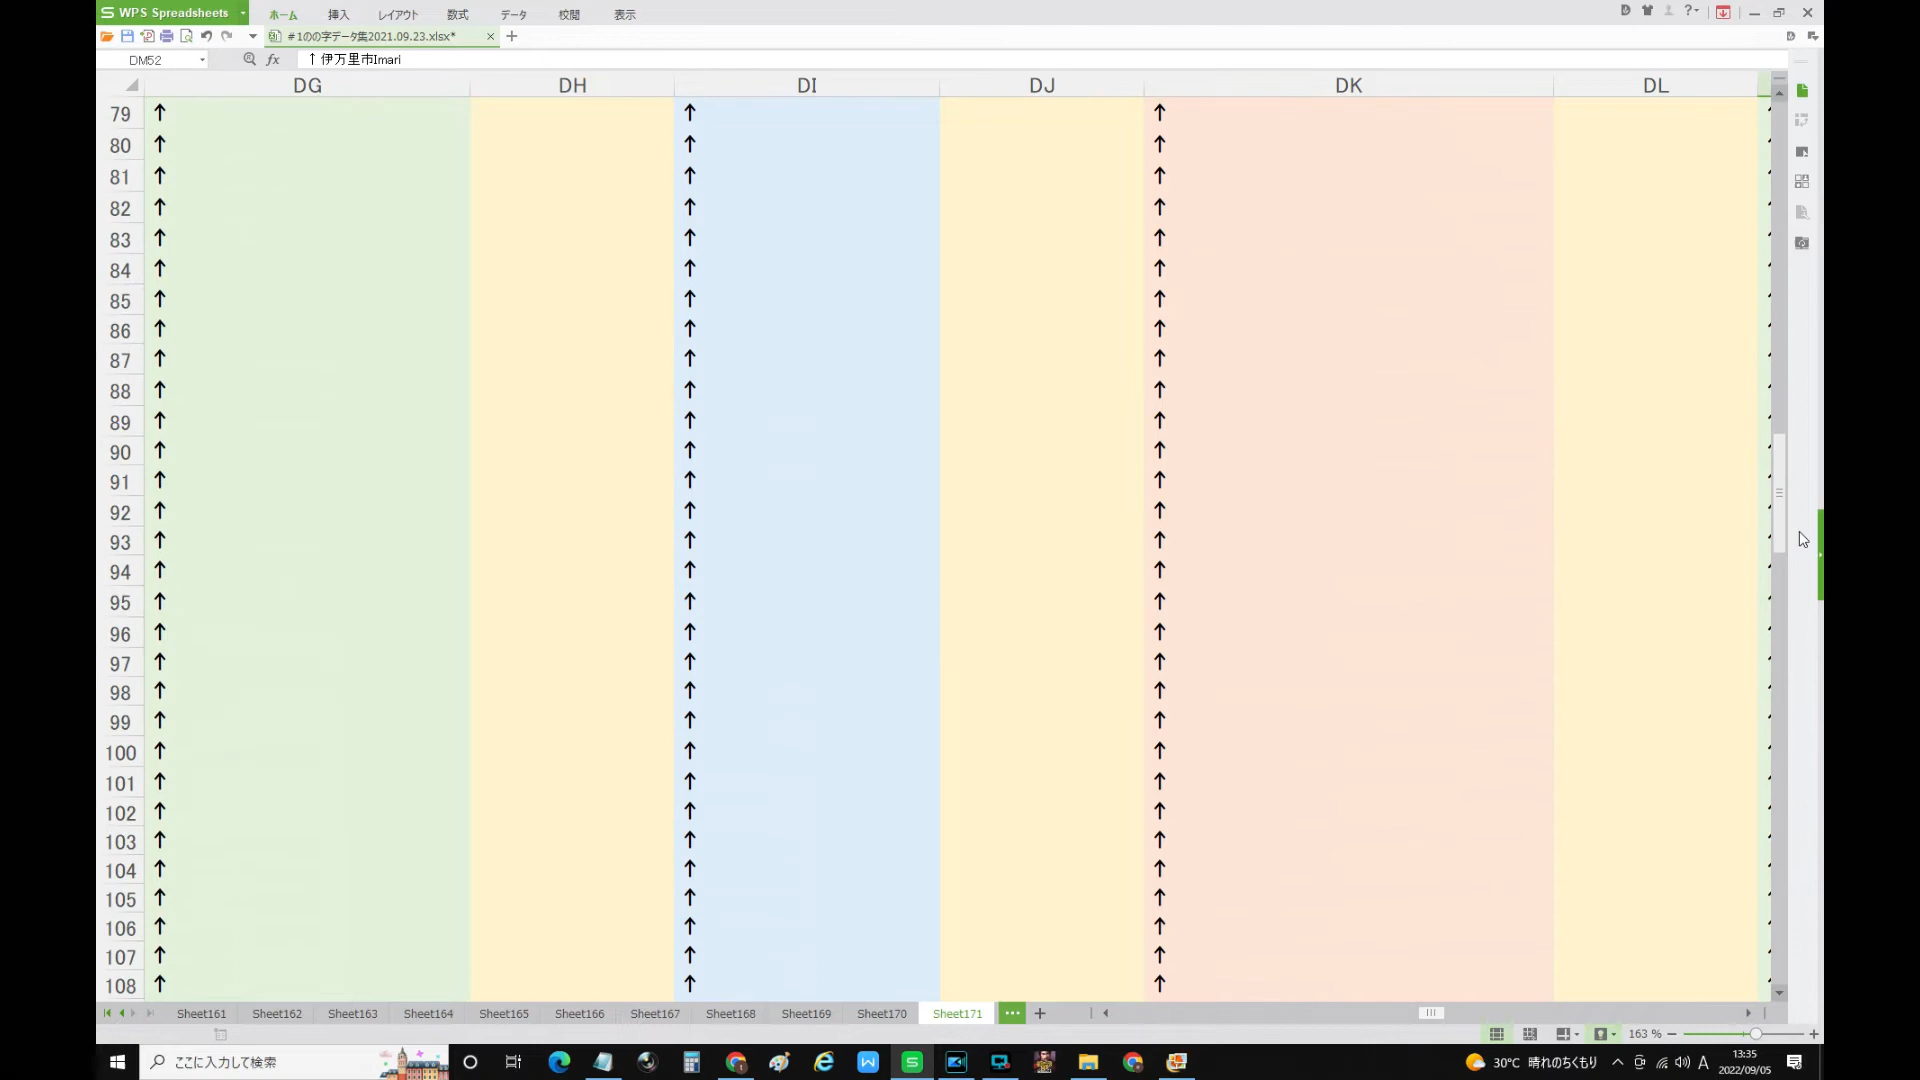 WPS Spreadsheets ホーム 挿入 レイアウト 数式 データ 校閲 表示
#1のの字データ集2021.09.23.xlsx*
DM52 fx ↑伊万里市Imari
DG DH DI DJ DK DL
79 ↑ ↑ ↑
80 ↑ ↑ ↑
81 ↑ ↑ ↑
82 ↑ ↑ ↑
83 ↑ ↑ ↑
84 ↑ ↑ ↑
85 ↑ ↑ ↑
86 ↑ ↑ ↑
87 ↑ ↑ ↑
88 ↑ ↑ ↑
89 ↑ ↑ ↑
90 ↑ ↑ ↑
91 ↑ ↑ ↑
92 ↑ ↑ ↑
93 ↑ ↑ ↑
94 ↑ ↑ ↑
95 ↑ ↑ ↑
96 ↑ ↑ ↑
97 ↑ ↑ ↑
98 ↑ ↑ ↑
99 ↑ ↑ ↑
100 ↑ ↑ ↑
101 ↑ ↑ ↑
102 ↑ ↑ ↑
103 ↑ ↑ ↑
104 ↑ ↑ ↑
105 ↑ ↑ ↑
106 ↑ ↑ ↑
107 ↑ ↑ ↑
108 ↑ ↑ ↑
Sheet161 Sheet162 Sheet163 Sheet164 Sheet165 Sheet166 Sheet167 Sheet168 Sheet169 Sheet170 Sheet171
163 %
ここに入力して検索 30°C 晴れのちくもり A 13:35
2022/09/05